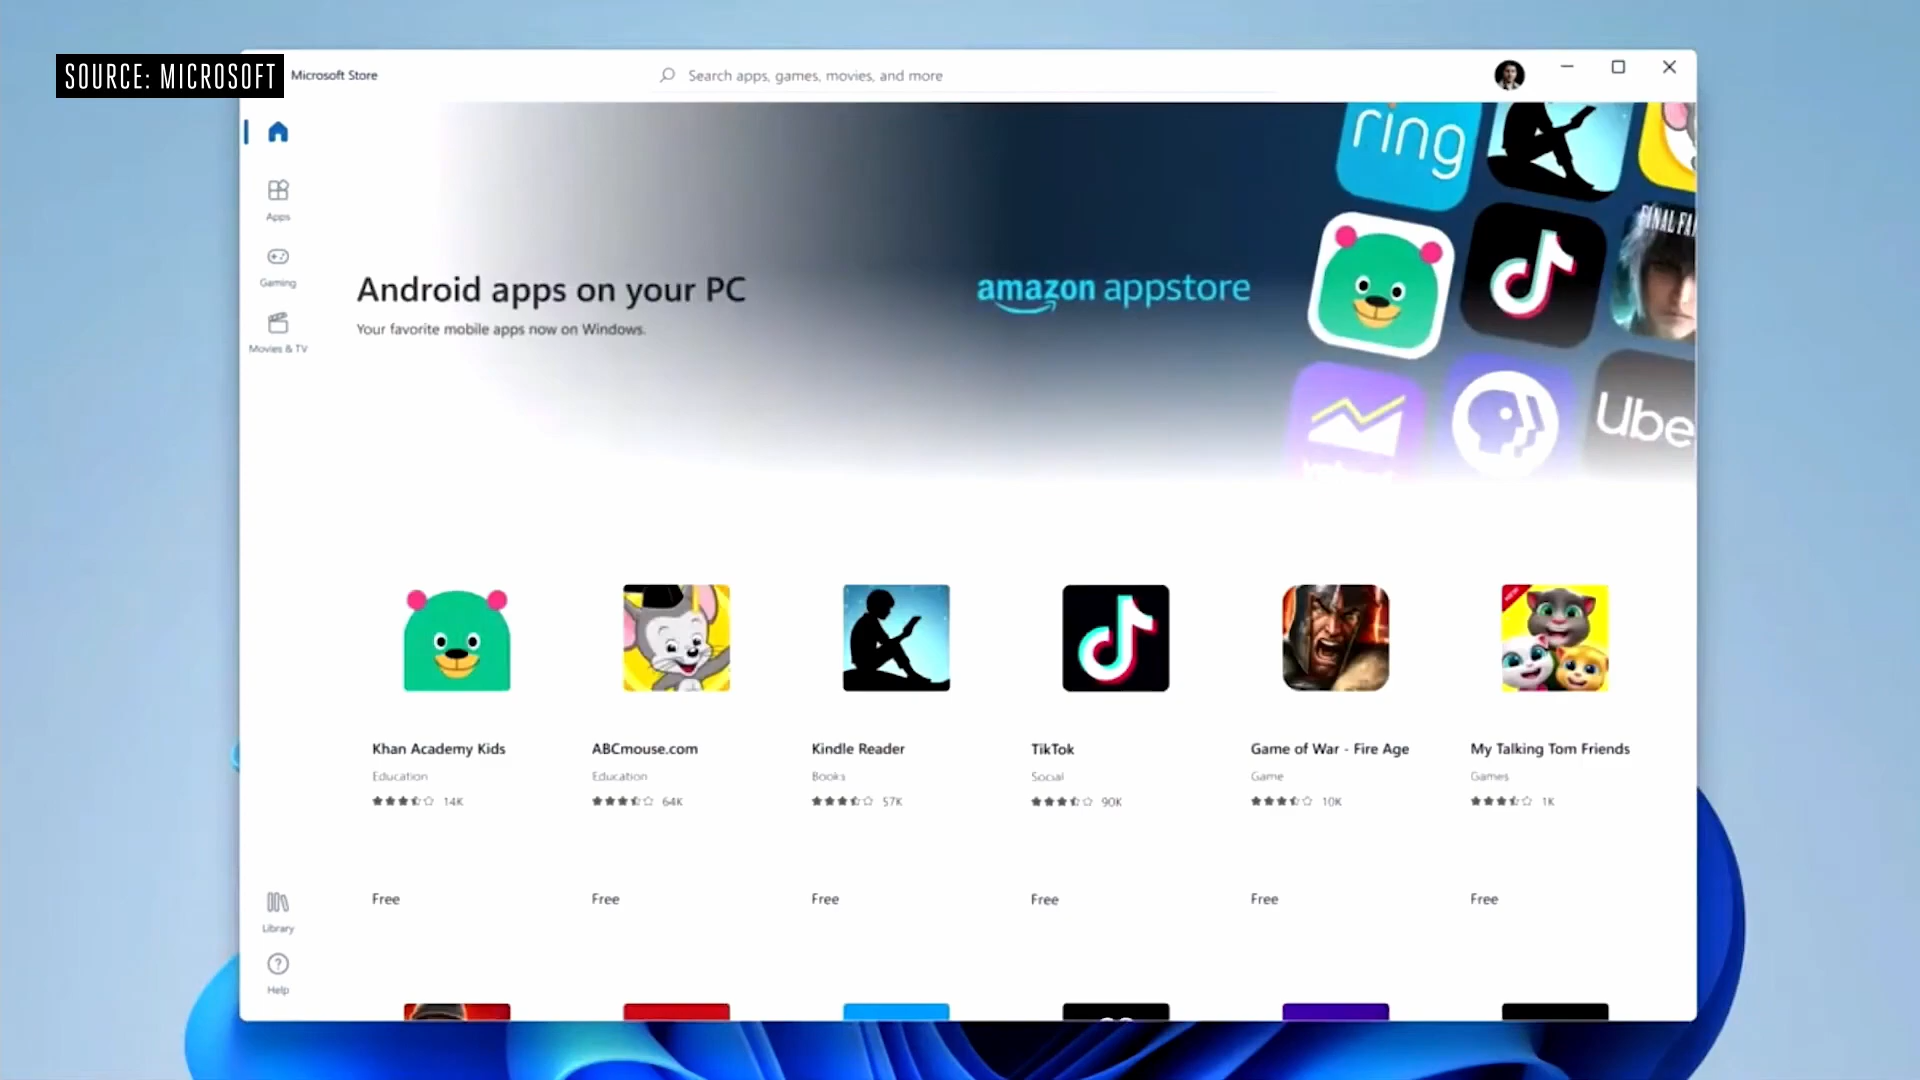 SOURCE: MICROSOFT
Microsoft Store
Search apps, games, movies, and more
Apps
Gaming
Movies & TV
Android apps on your PC
Your favorite mobile apps now on Windows.
amazon appstore
ring
FINAL FA
Ube
Khan Academy Kids
Education
14K
Free
ABCmouse.com
Education
64K
Free
Kindle Reader
Books
57K
Free
TikTok
Social
90K
Free
Game of War - Fire Age
Game
10K
Free
NEW
My Talking Tom Friends
Games
1K
Free
Library
Help